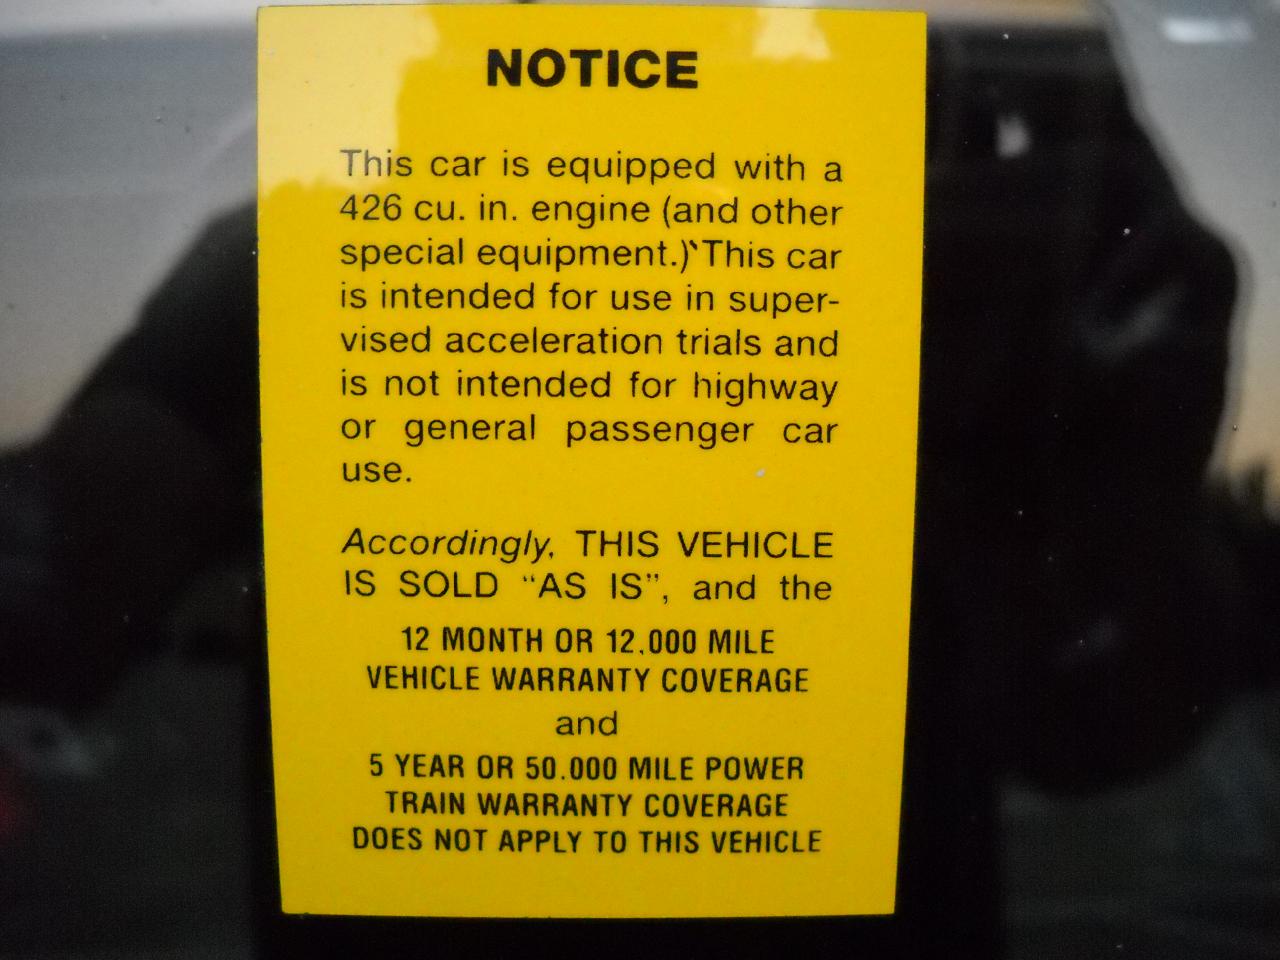 NOTICE
This car is equipped with a
426 cu. in. engine (and other
special equipment.) This car
is intended for use in super-
vised acceleration trials and
is not intended for highway
or general passenger car
use.
Accordingly, THIS VEHICLE
IS SOLD "AS IS", and the
12 MONTH OR 12,000 MILE
VEHICLE WARRANTY COVERAGE
and
5 YEAR OR 50.000 MILE POWER
TRAIN WARRANTY COVERAGE
DOES NOT APPLY TO THIS VEHICLE